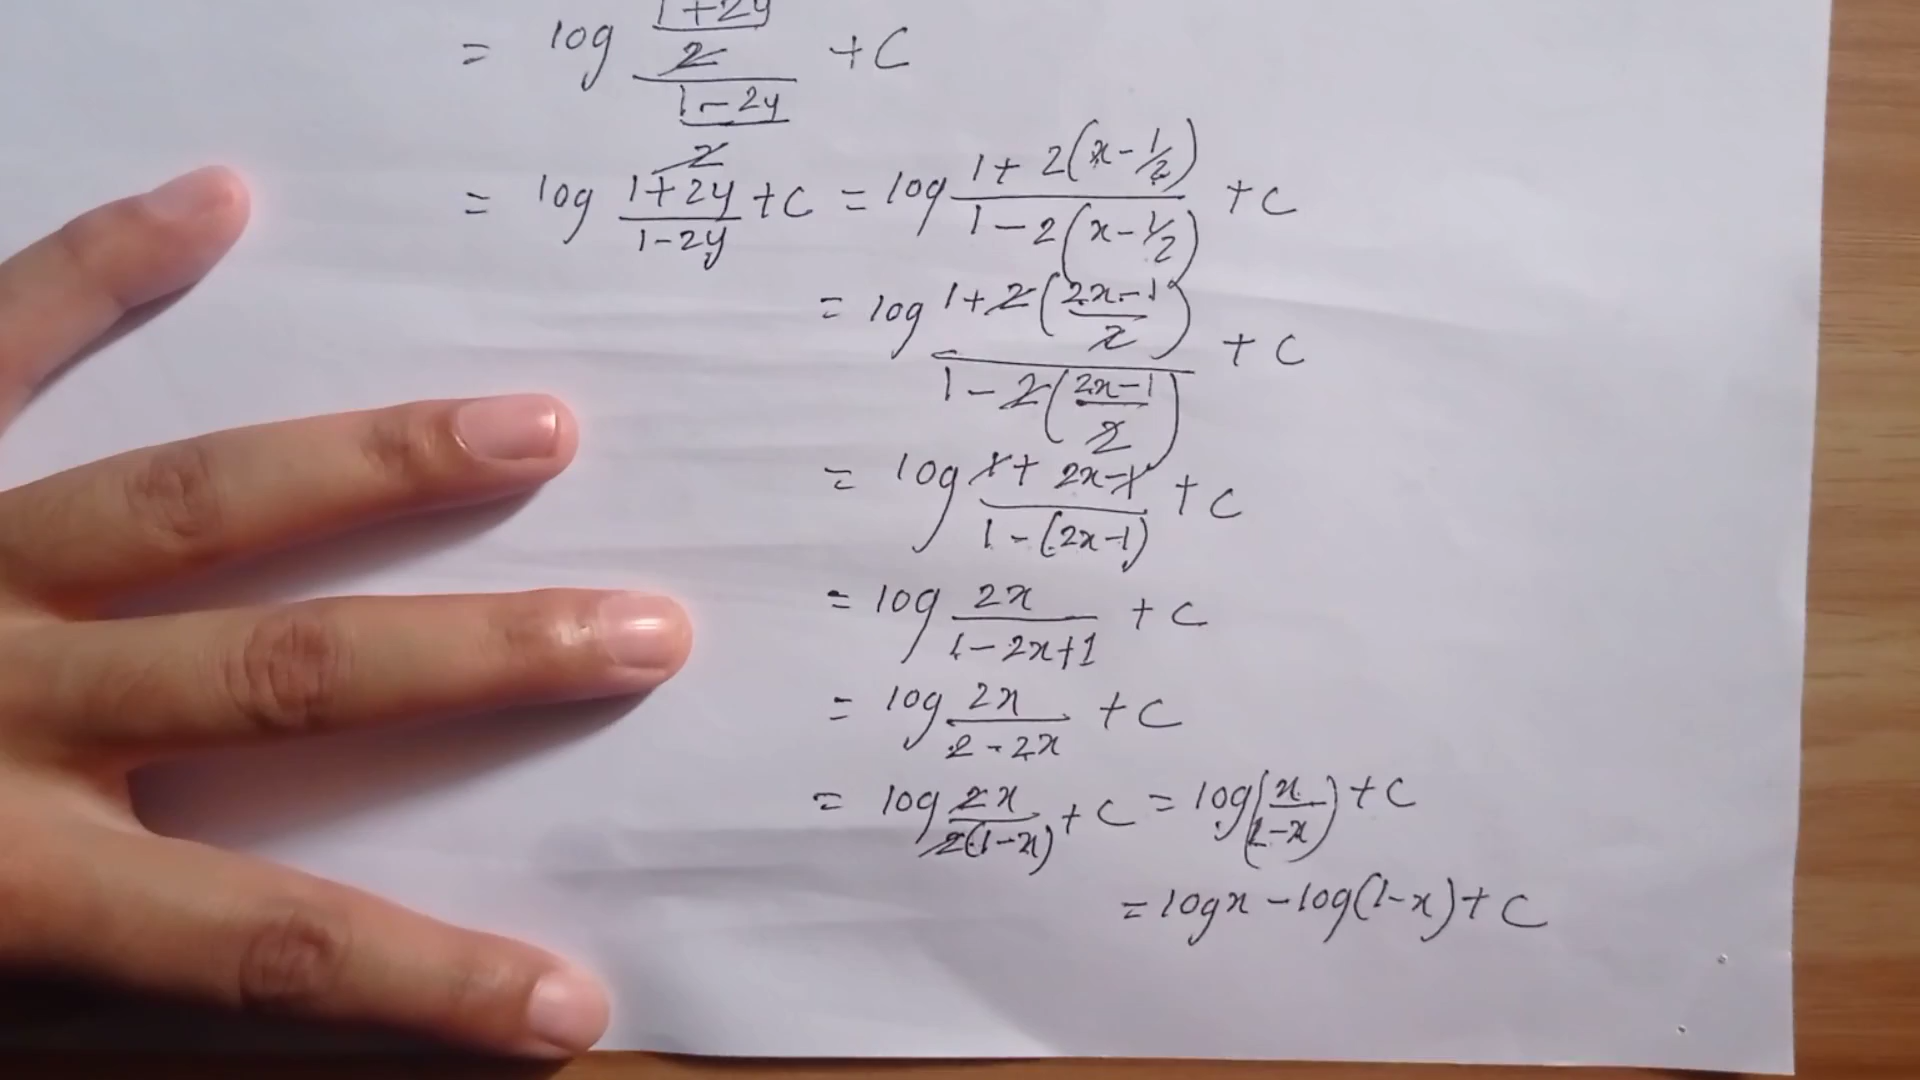 = log ((1+2y)/2)/((1-2y)/2) + C
= log (1+2y)/(1-2y) + C = log (1+2(x-1/2))/(1-2(x-1/2)) + C
= log (1+2((2x-1)/2))/(1-2((2x-1)/2)) + C
= log (1+2x-1)/(1-(2x-1)) + C
= log 2x/(1-2x+1) + C
= log 2x/(2-2x) + C
= log 2x/(2(1-x)) + C = log(x/(1-x)) + C
= logx - log(1-x) + C